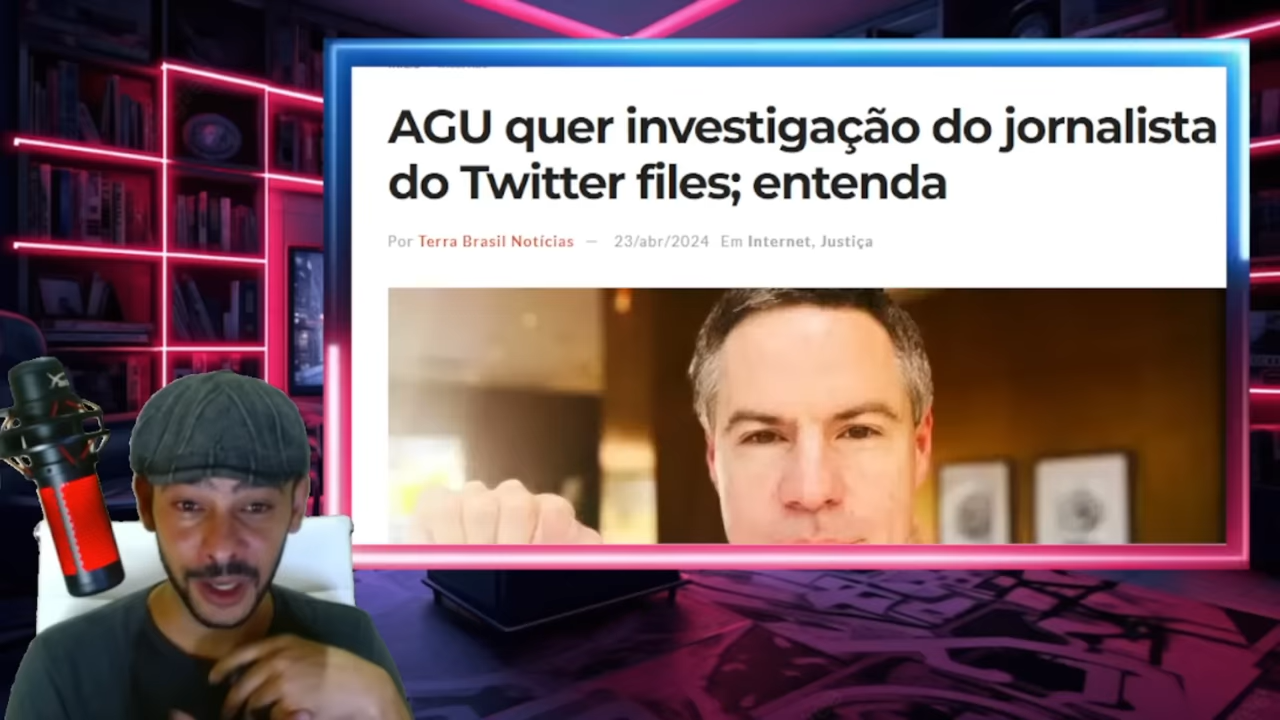 AGU quer investigação do jornalista
do Twitter files; entenda
Por Terra Brasil Notícias — 23/abr/2024 Em Internet, Justiça